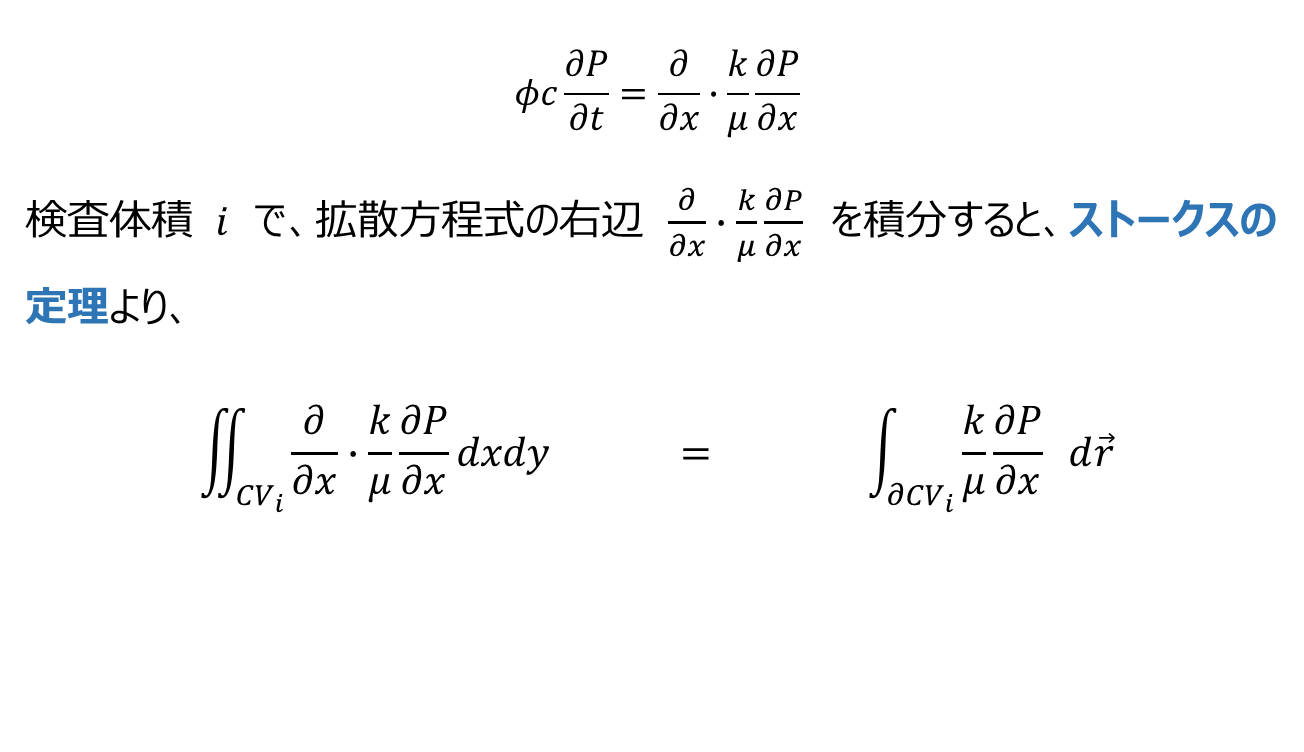 ϕc ∂P/∂t = ∂/∂x · k/μ ∂P/∂x
検査体積 i で、拡散方程式の右辺 ∂/∂x · k/μ ∂P/∂x を積分すると、ストークスの
定理より、
∬_{CV_i} ∂/∂x · k/μ ∂P/∂x dxdy = ∫_{∂CV_i} k/μ ∂P/∂x dr⃗